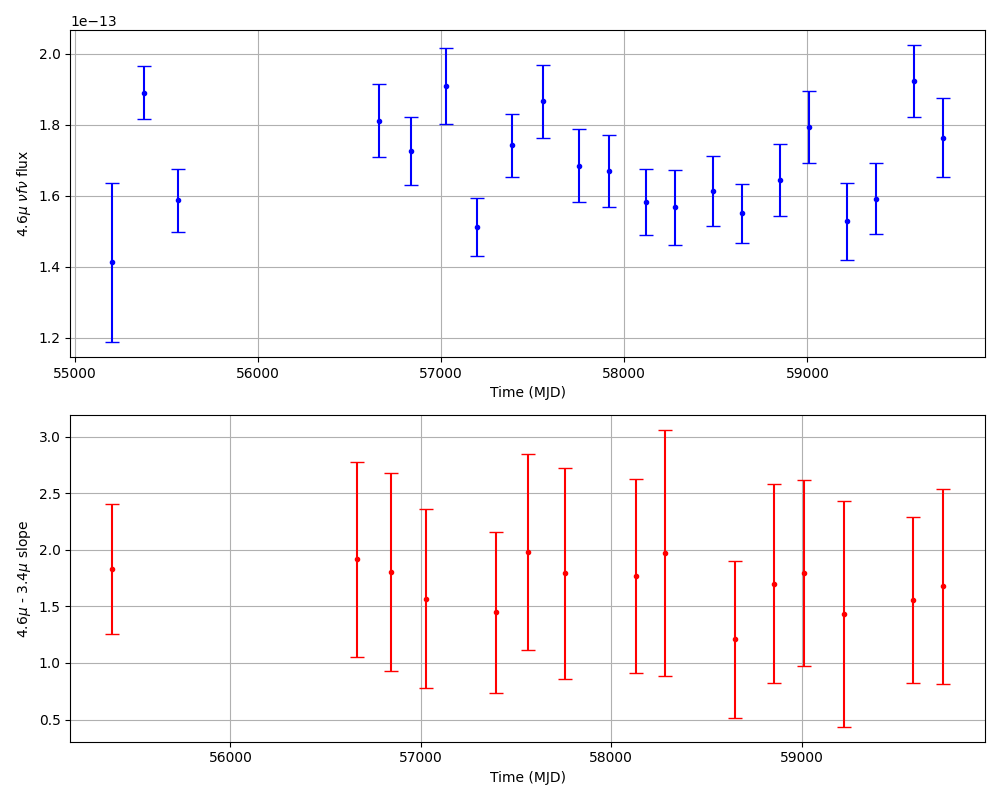 1e−13
2.0
1.8
1.6
1.4
1.2
4.6μ νfν flux
55000 56000 57000 58000 59000
Time (MJD)
3.0
2.5
2.0
1.5
1.0
0.5
4.6μ - 3.4μ slope
56000 57000 58000 59000
Time (MJD)